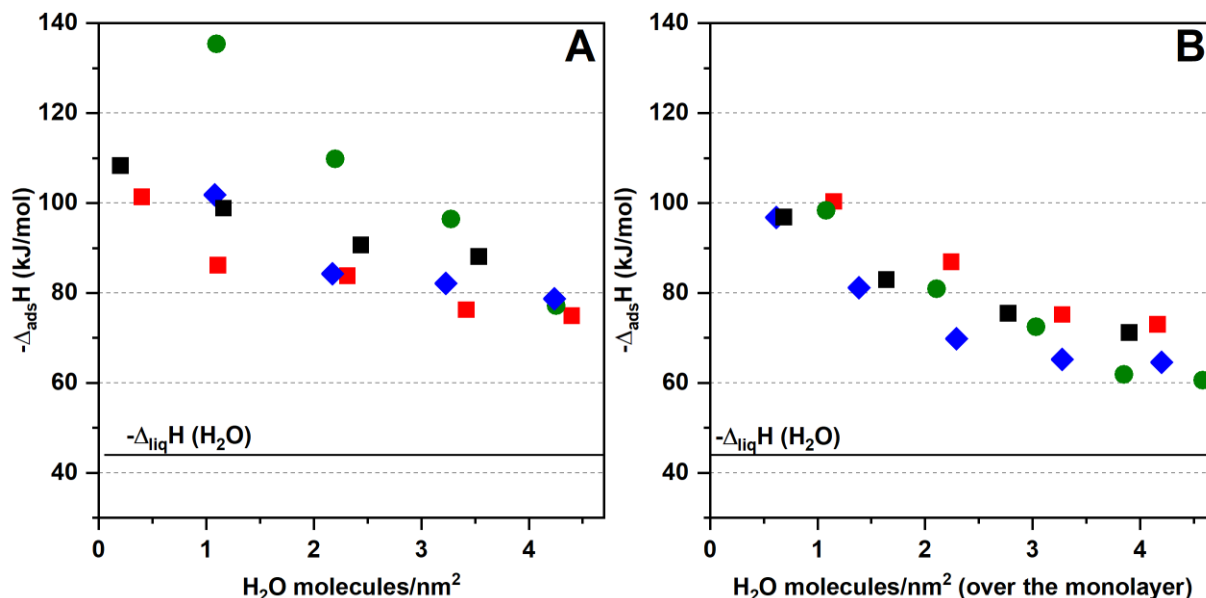 A
140
120
100
80
60
40
-ΔadsH (kJ/mol)
-ΔliqH (H2O)
0 1 2 3 4
H2O molecules/nm²
B
140
120
100
80
60
40
-ΔadsH (kJ/mol)
-ΔliqH (H2O)
0 1 2 3 4
H2O molecules/nm² (over the monolayer)